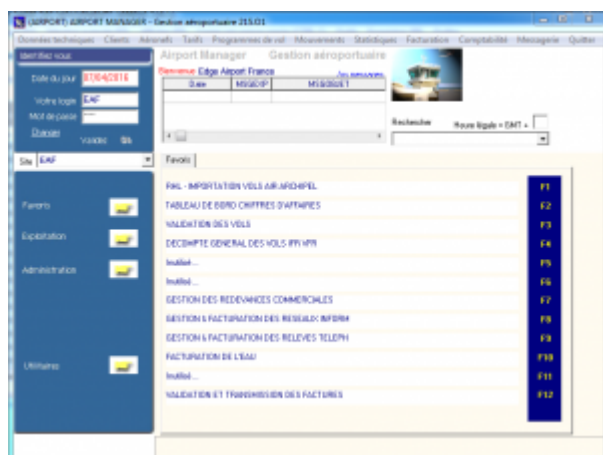 (AIRPORT) AIRPORT MANAGER - Gestion aéroportuaire 215.01
Données techniques Clients Aéronefs Tarifs Programmes de vol Mouvements Statistiques Facturation Comptabilité Messagerie Quitter
Identifiez vous
Airport Manager Gestion aéroportuaire
Bienvenue Edge Airport France
Date du jour
Date MSGEXP MSGOBJET
Votre login EAF
Mot de passe
Changer Valider
Rechercher Heure légale = GMT +
Site EAF
Favoris
FIHL - IMPORTATION VOLS AIR ARCHIPEL F1
Favoris TABLEAU DE BORD CHIFFRES D'AFFAIRES F2
VALIDATION DES VOLS F3
Exploitation DECOMPTE GENERAL DES VOLS IFR VFR F4
Inutilisé... F5
Administration Inutilisé... F6
GESTION DES REDEVANCES COMMERCIALES F7
GESTION & FACTURATION DES RESEAUX INFORM F8
GESTION & FACTURATION DES RELEVES TELEPH F9
FACTURATION DE L'EAU F10
Utilitaires Inutilisé... F11
VALIDATION ET TRANSMISSION DES FACTURES F12